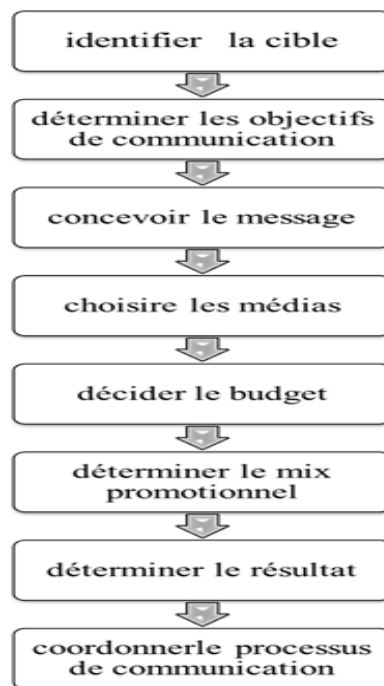 identifier la cible
déterminer les objectifs
de communication
concevoir le message
choisire les médias
décider le budget
déterminer le mix
promotionnel
déterminer le résultat
coordonnerle processus
de communication